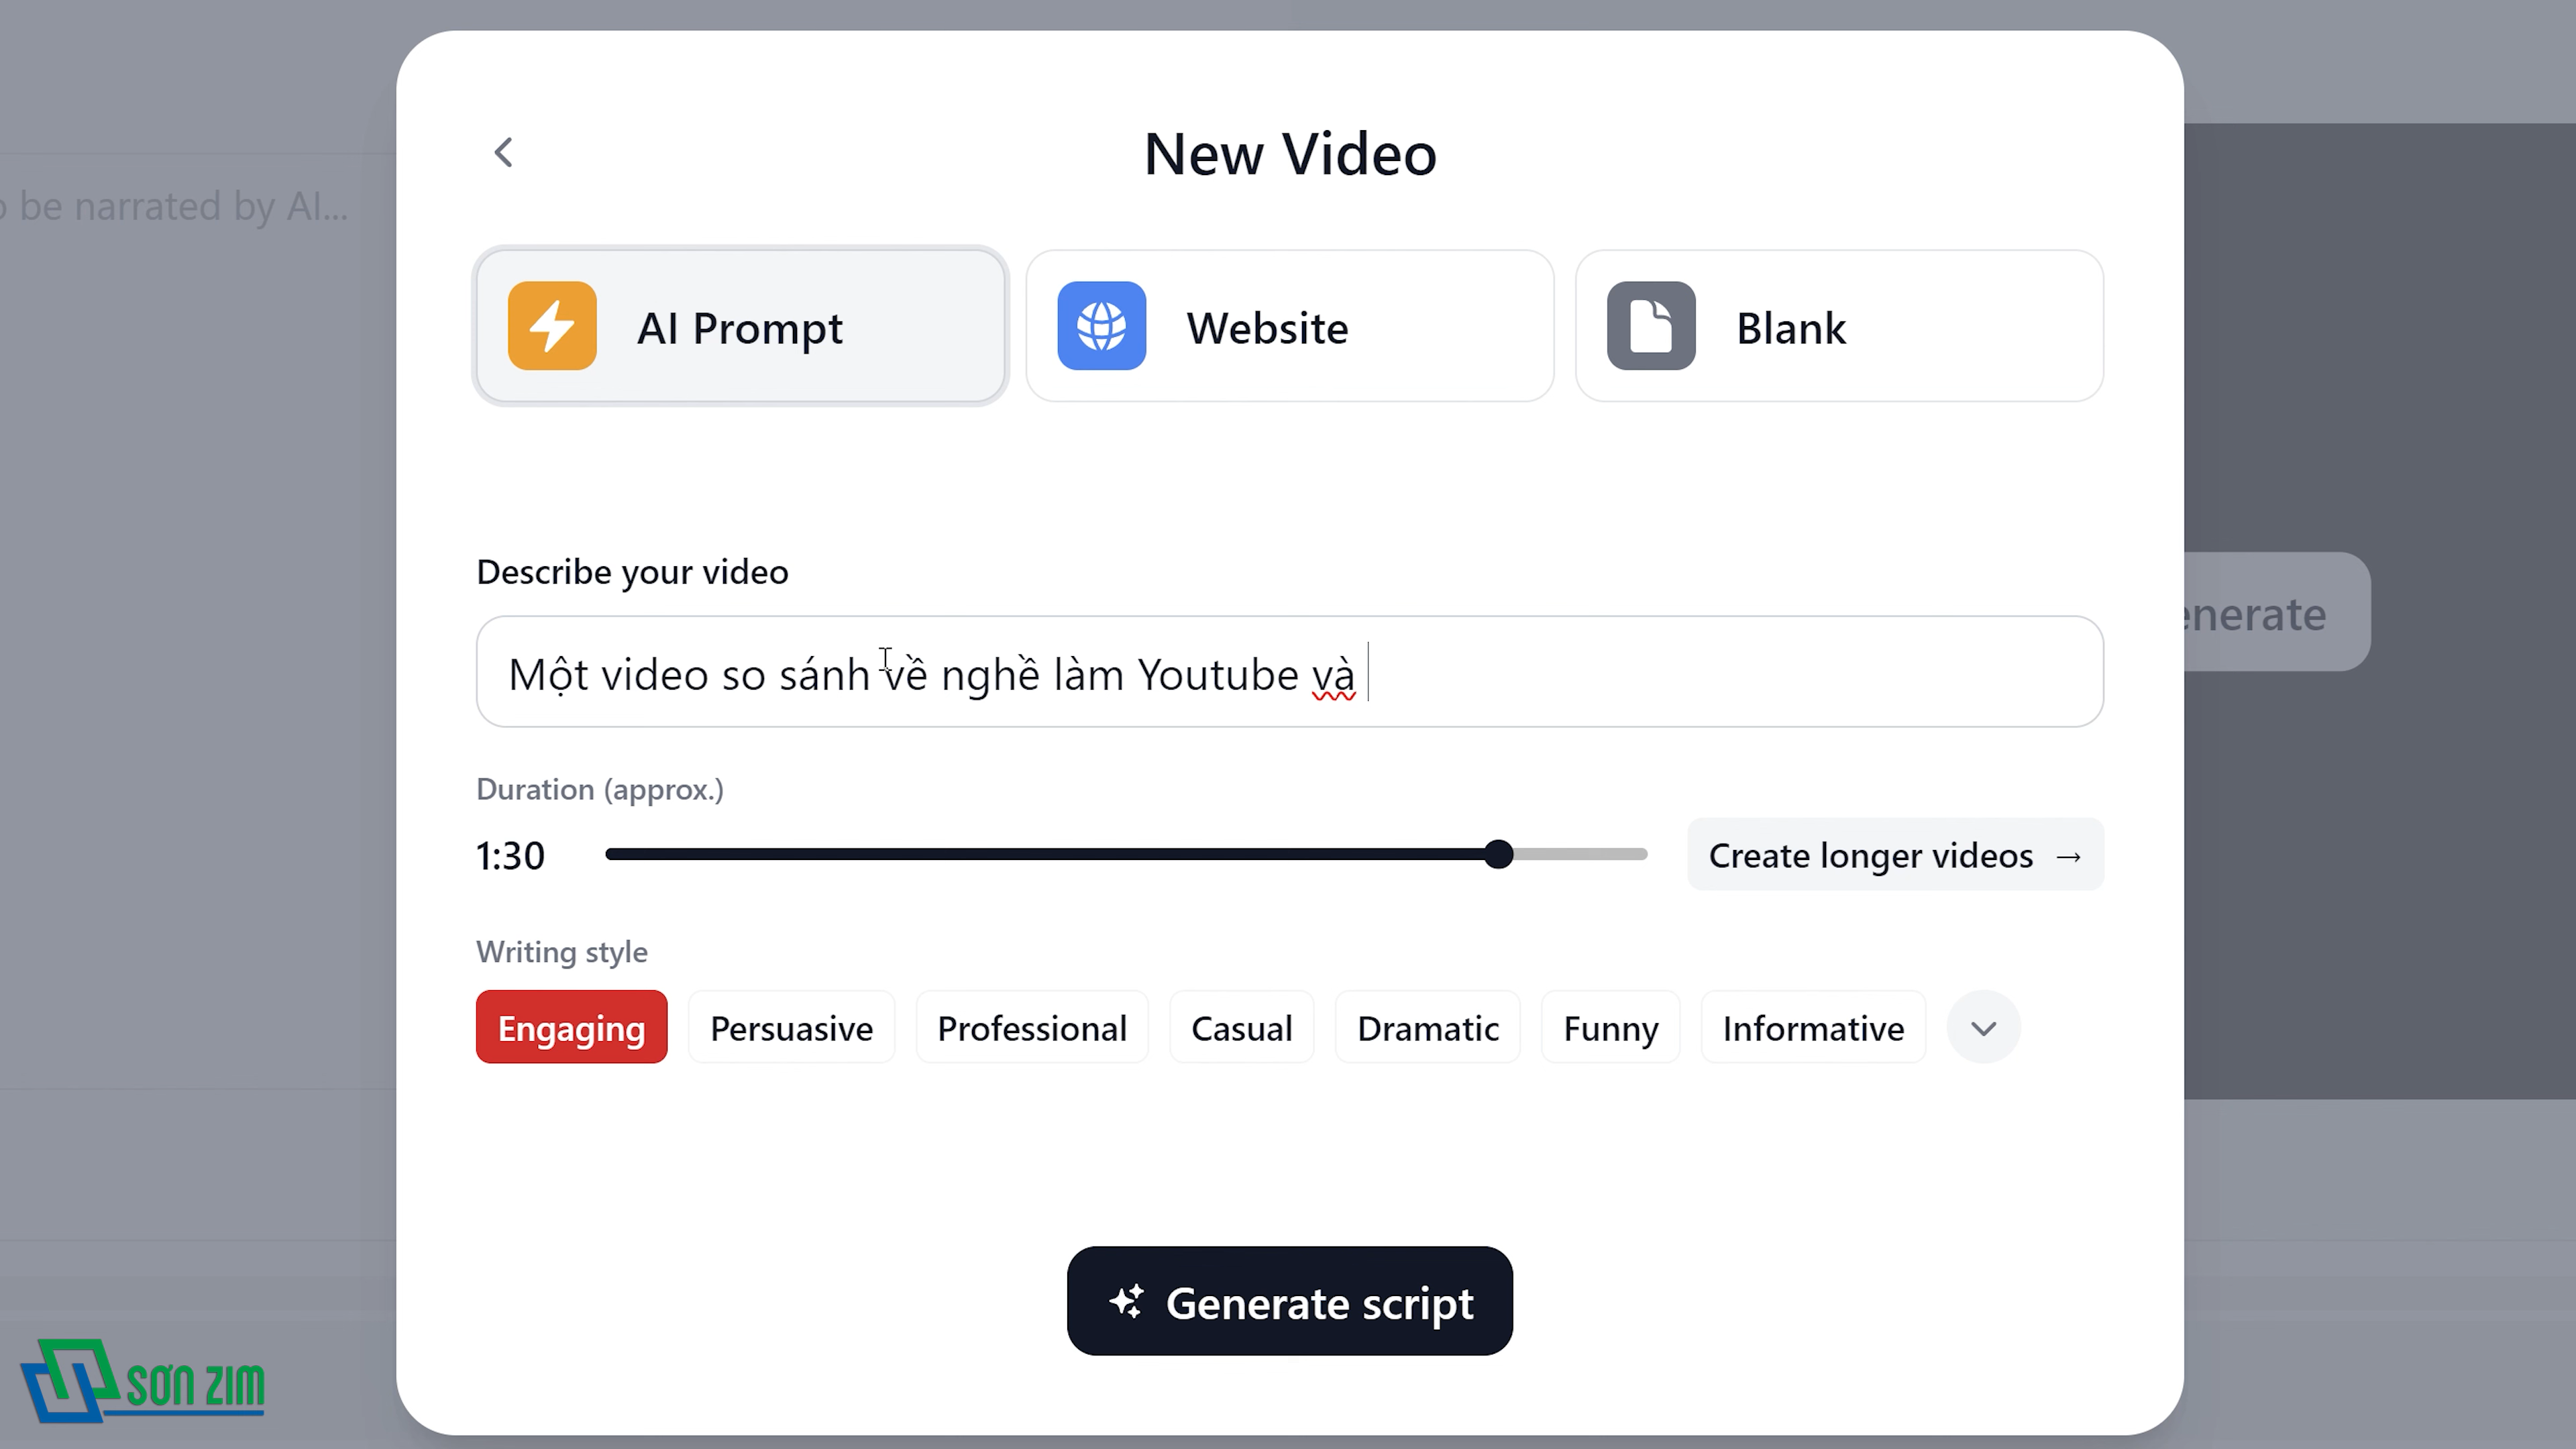 New Video
be narrated by AI...
AI Prompt
Website
Blank
Describe your video
Một video so sánh về nghề làm Youtube và
enerate
Duration (approx.)
1:30
Create longer videos →
Writing style
Engaging
Persuasive
Professional
Casual
Dramatic
Funny
Informative
Generate script
SƠN ZIM